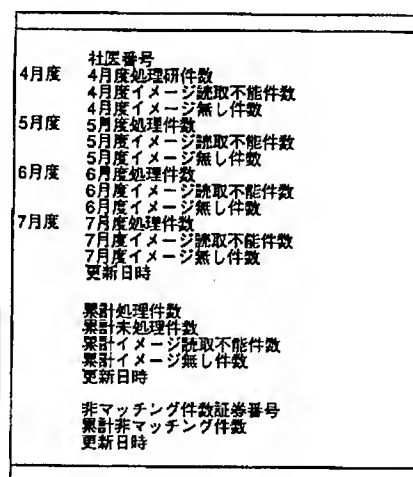 社医番号
4月度 4月度処理研件数
4月度イメージ読取不能件数
4月度イメージ無し件数
5月度 5月度処理件数
5月度イメージ読取不能件数
5月度イメージ無し件数
6月度 6月度処理件数
6月度イメージ読取不能件数
6月度イメージ無し件数
7月度 7月度処理件数
7月度イメージ読取不能件数
7月度イメージ無し件数
更新日時
累計処理件数
累計未処理件数
累計イメージ読取不能件数
累計イメージ無し件数
更新日時
非マッチング件数証券番号
累計非マッチング件数
更新日時